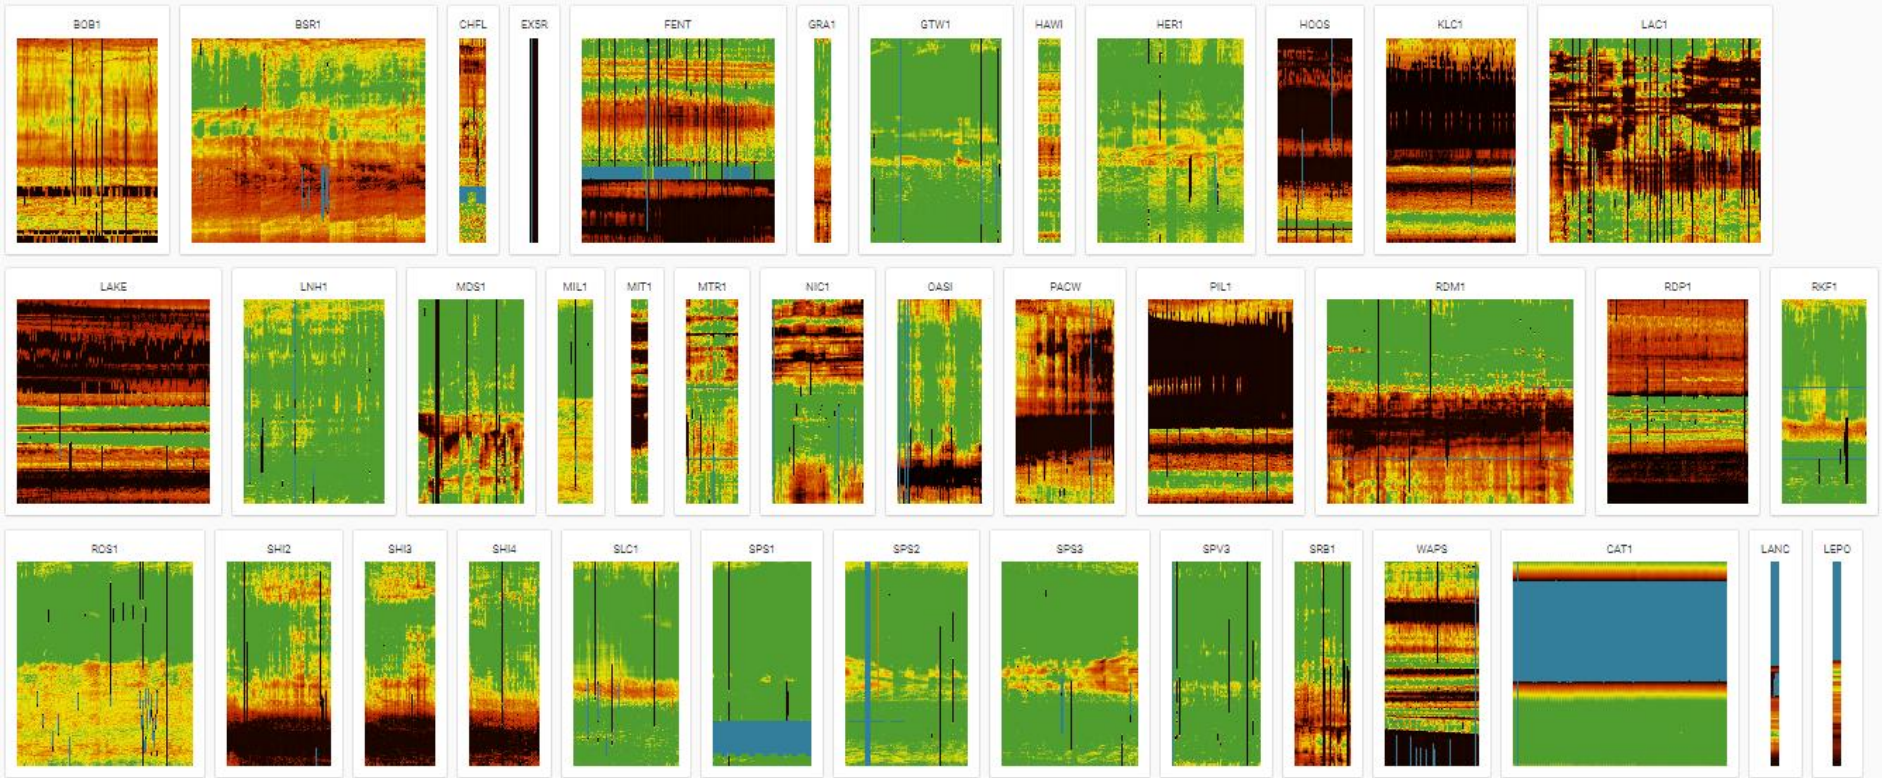 BOB1 BSR1 CHFL EX5R FENT GRA1 GTW1 HAWI HER1 HOOS KLC1 LAC1
LAKE LNH1 MDS1 MIL1 MIT1 MTR1 NIC1 OASI PACW PIL1 RDM1 RDP1 RKF1
ROS1 SHI2 SHI3 SHI4 SLC1 SPS1 SPS2 SPS3 SPV3 SRB1 WAPS CAT1 LANC LEPO